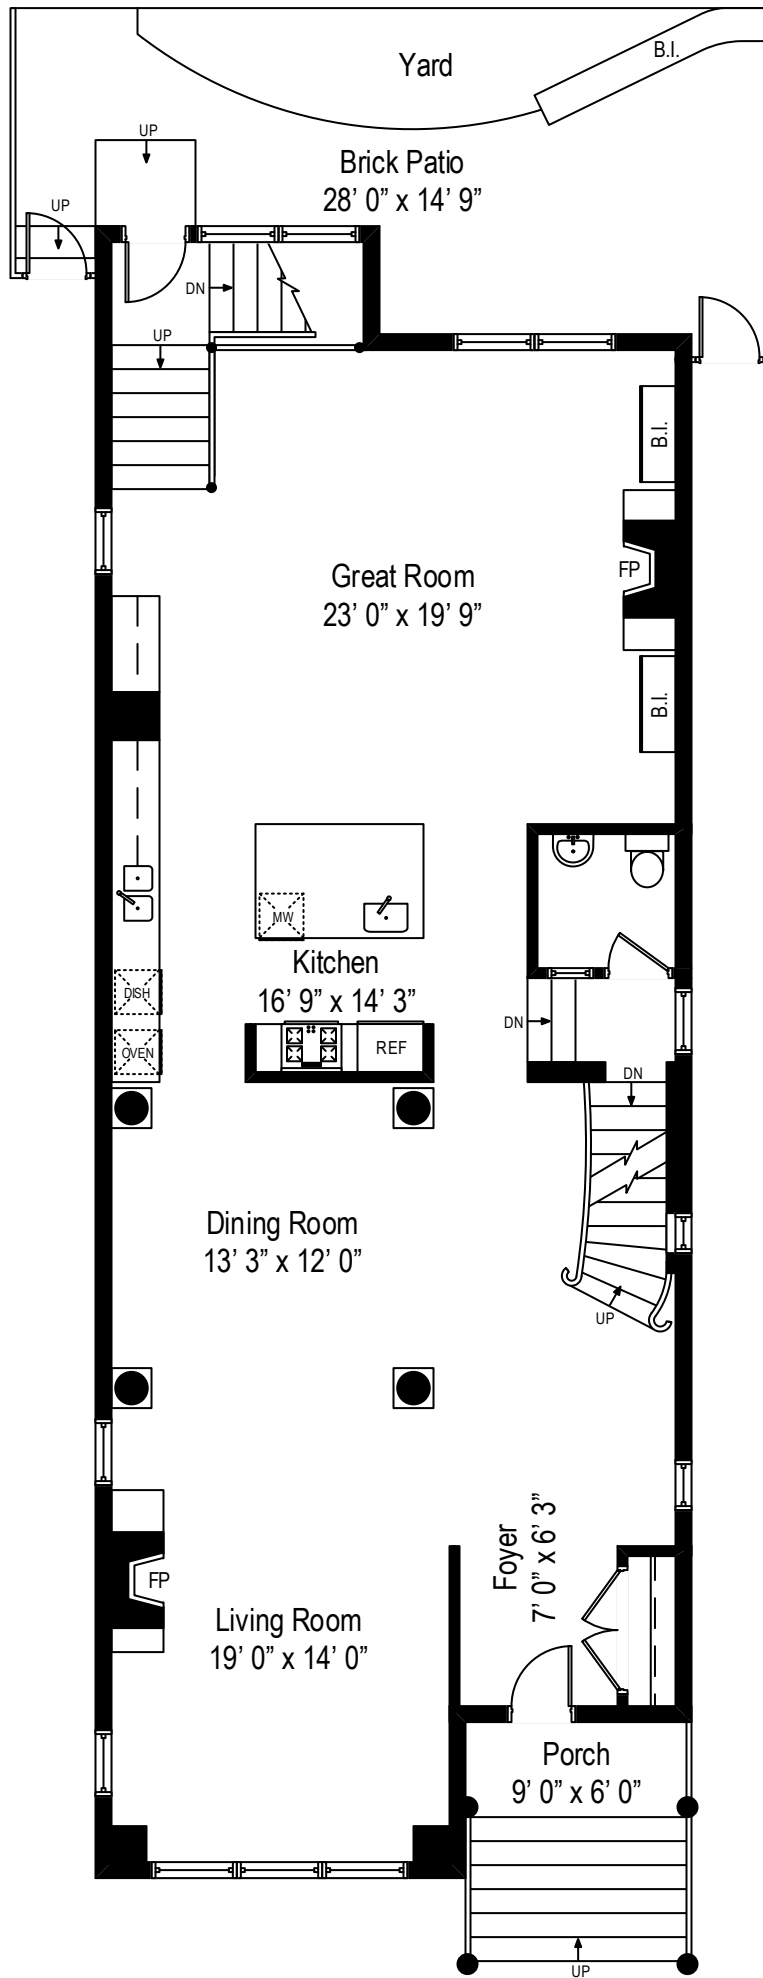 Yard
B.I.
UP
Brick Patio
28' 0" x 14' 9"
UP
DN
UP
B.I.
Great Room
23' 0" x 19' 9"
FP
B.I.
MW
Kitchen
16' 9" x 14' 3"
DISH
DN
OVEN
REF
DN
Dining Room
13' 3" x 12' 0"
UP
Foyer
7' 0" x 6' 3"
FP
Living Room
19' 0" x 14' 0"
Porch
9' 0" x 6' 0"
UP